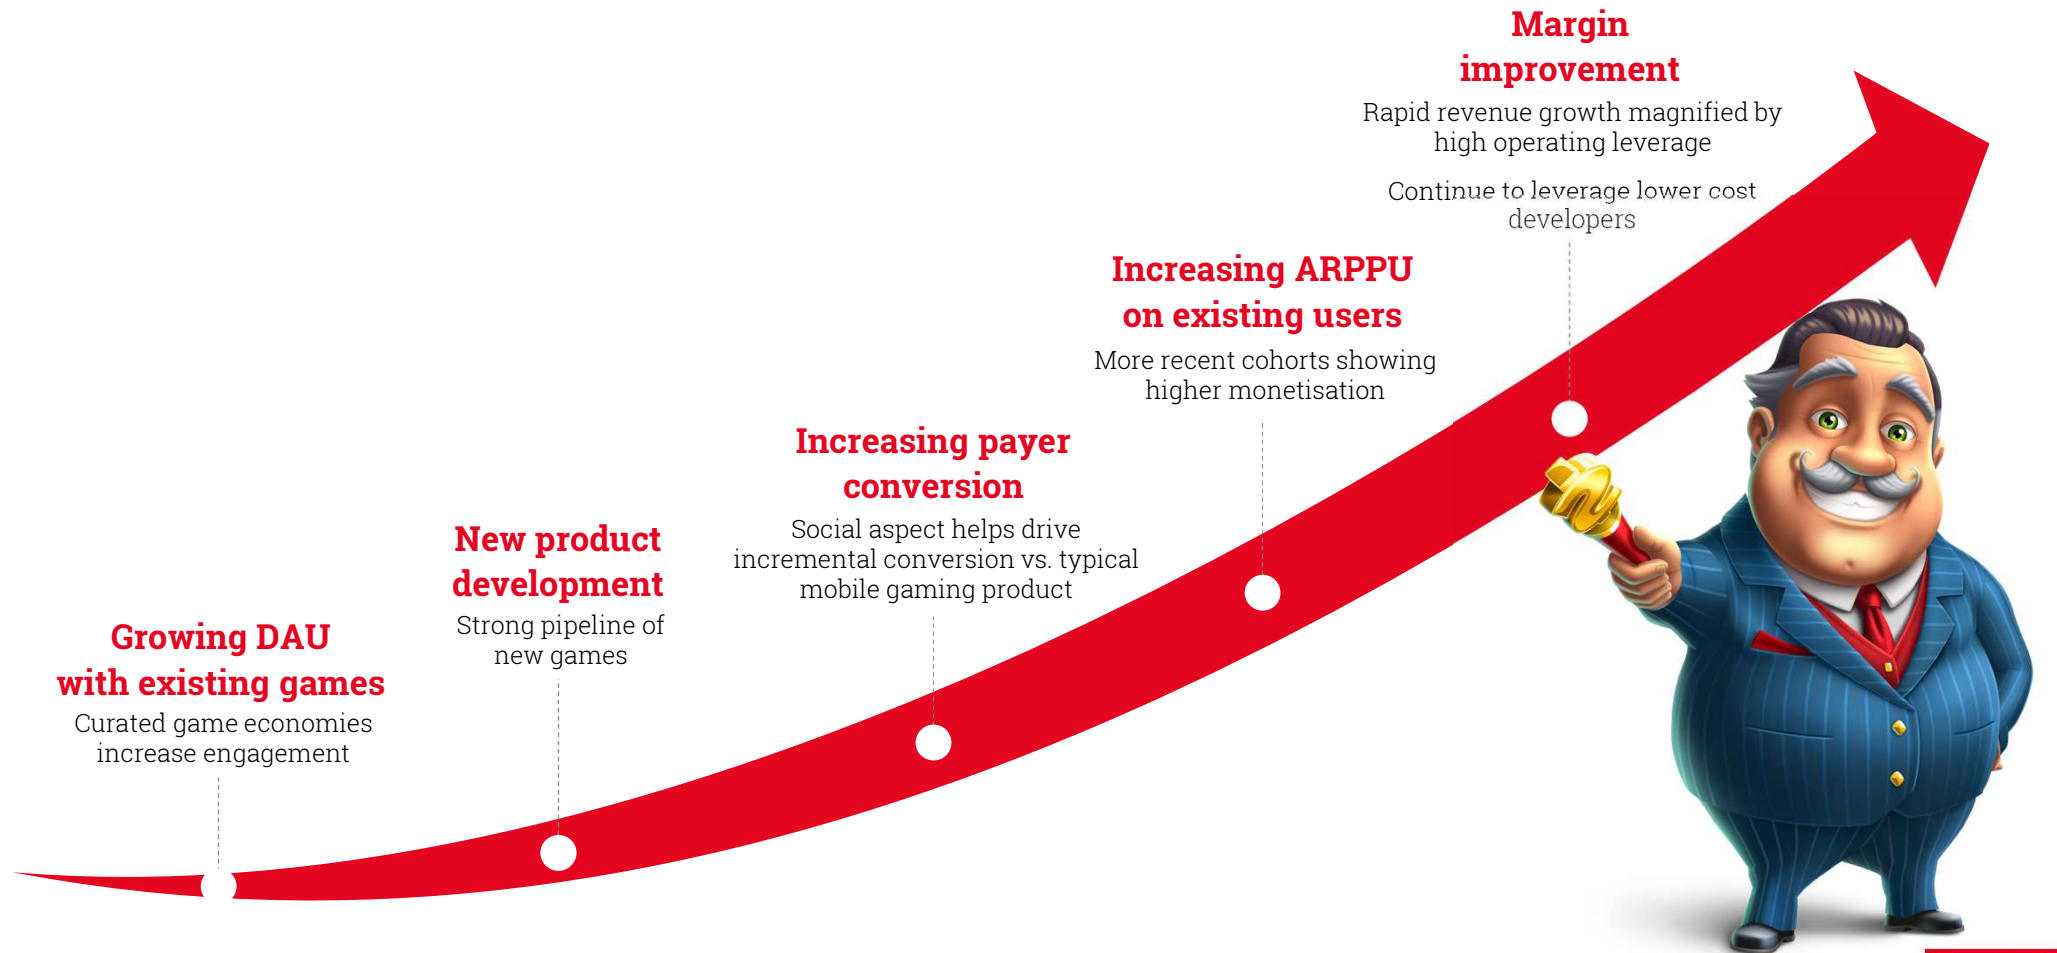 Margin
improvement
Rapid revenue growth magnified by
high operating leverage
Continue to leverage lower cost
developers
Increasing ARPPU
on existing users
More recent cohorts showing
higher monetisation
Increasing payer
conversion
Social aspect helps drive
incremental conversion vs. typical
mobile gaming product
New product
development
Strong pipeline of
new games
Growing DAU
with existing games
Curated game economies
increase engagement